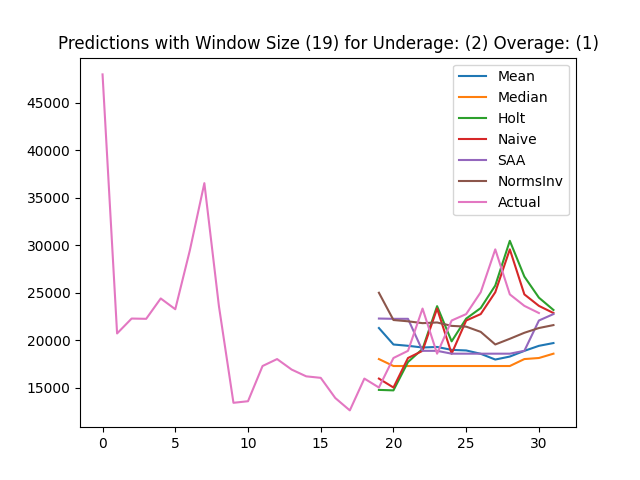 Predictions with Window Size (19) for Underage: (2) Overage: (1)
Mean
Median
Holt
Naive
SAA
NormsInv
Actual
45000
40000
35000
30000
25000
20000
15000
0 5 10 15 20 25 30